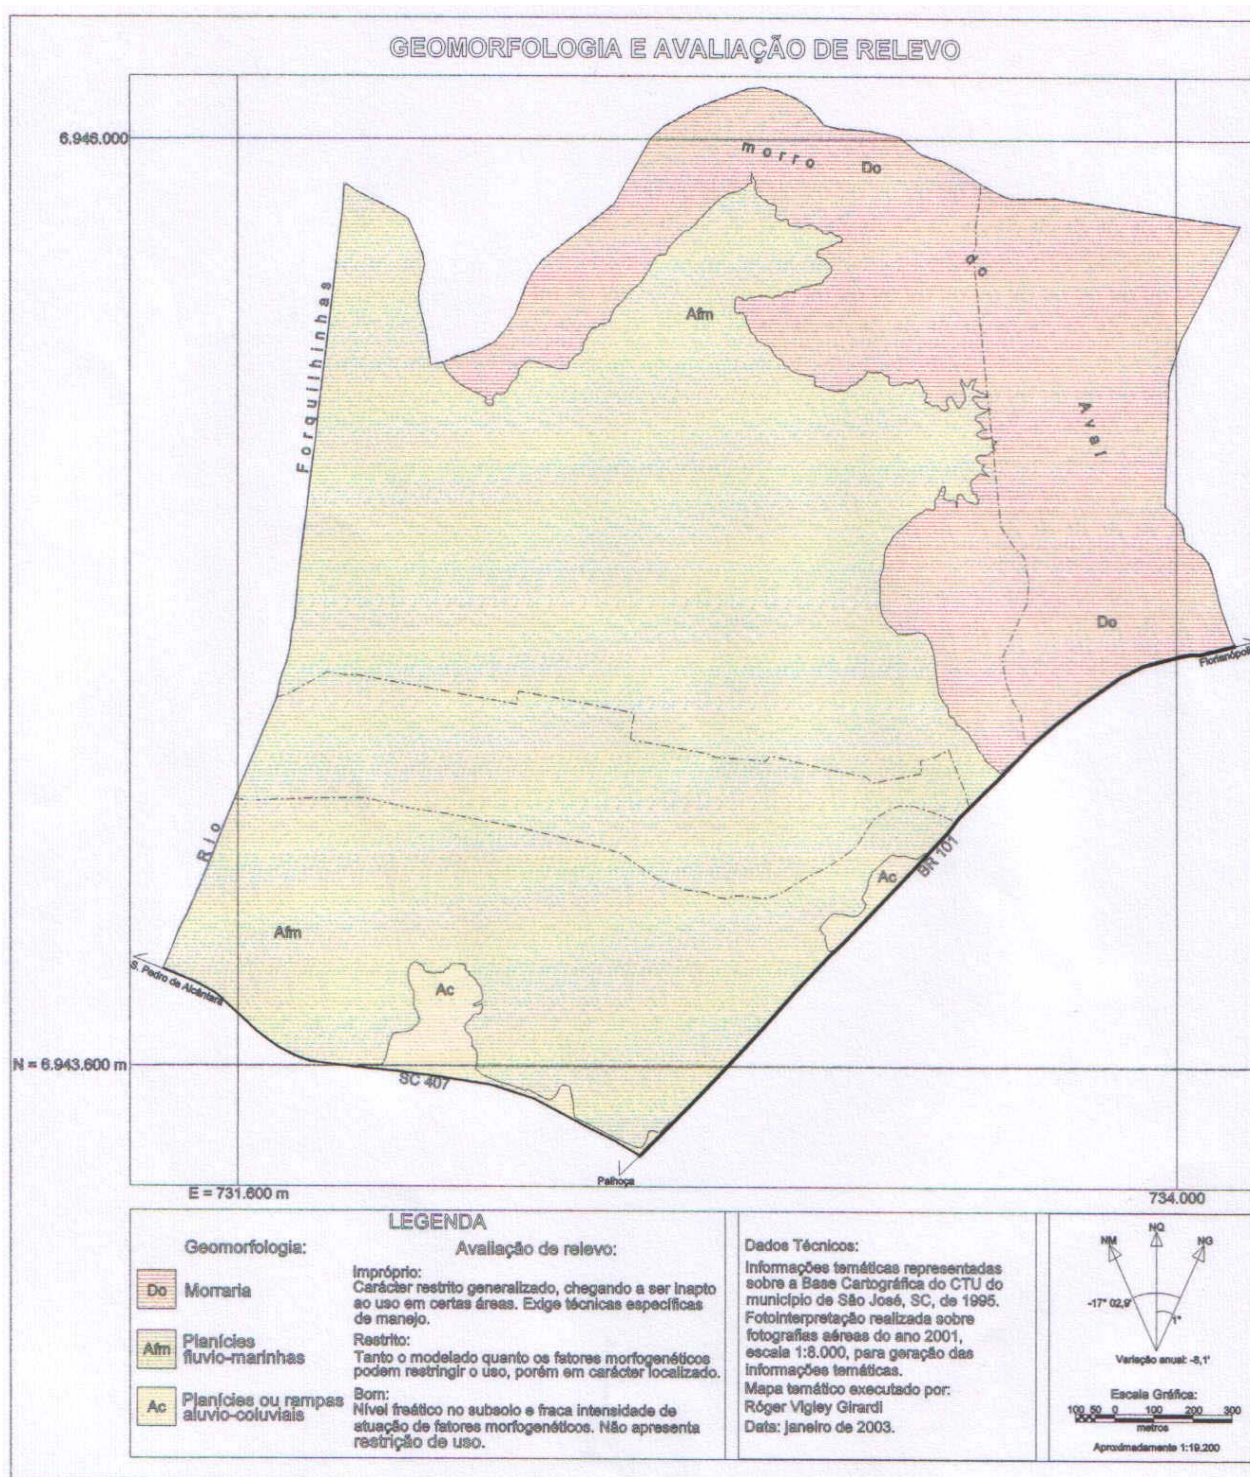 GEOMORFOLOGIA E AVALIAÇÃO DE RELEVO
6.946.000
morro
Do
do
Afm
Forquilhinhas
Avaí
Do
Florianópolis
Rio
BR 101
Ac
Afm
S. Pedro de Alcântara
Ac
N = 6.943.600 m
SC 407
Palhoça
E = 731.600 m
734.000
LEGENDA
Geomorfologia:
Avaliação de relevo:
Do Morraria
Impróprio:
Carácter restrito generalizado, chegando a ser inapto
ao uso em certas áreas. Exige técnicas específicas
de manejo.
Afm Planícies
fluvio-marinhas
Restrito:
Tanto o modelado quanto os fatores morfogenéticos
podem restringir o uso, porém em carácter localizado.
Ac Planícies ou rampas
aluvio-coluviais
Bom:
Nível freático no subsolo e fraca intensidade de
atuação de fatores morfogenéticos. Não apresenta
restrição de uso.
Dados Técnicos:
Informações temáticas representadas
sobre a Base Cartográfica do CTU do
município de São José, SC, de 1995.
Fotointerpretação realizada sobre
fotografias aéreas do ano 2001,
escala 1:8.000, para geração das
informações temáticas.
Mapa temático executado por:
Róger Vigley Girardi
Data: janeiro de 2003.
NM
NQ
NG
-17° 02,9'
1°
Variação anual: -8,1'
Escala Gráfica:
100 50 0 100 200 300
metros
Aproximadamente 1:19.200